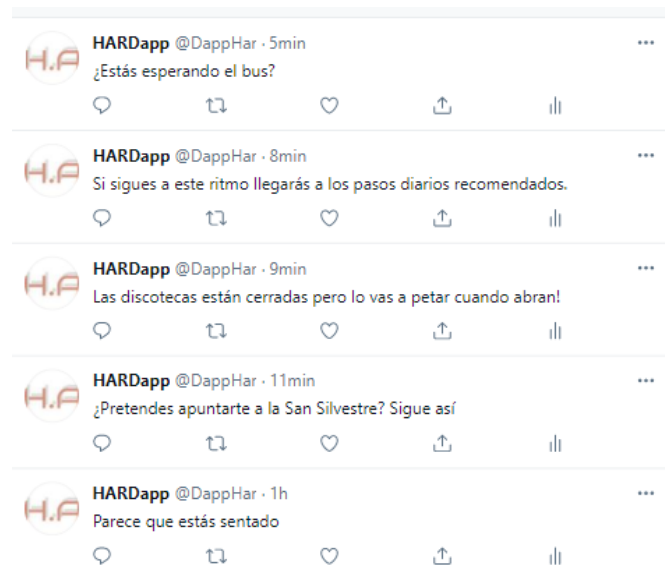 H.A HARDapp @DappHar · 5min
¿Estás esperando el bus?
H.A HARDapp @DappHar · 8min
Si sigues a este ritmo llegarás a los pasos diarios recomendados.
H.A HARDapp @DappHar · 9min
Las discotecas están cerradas pero lo vas a petar cuando abran!
H.A HARDapp @DappHar · 11min
¿Pretendes apuntarte a la San Silvestre? Sigue así
H.A HARDapp @DappHar · 1h
Parece que estás sentado